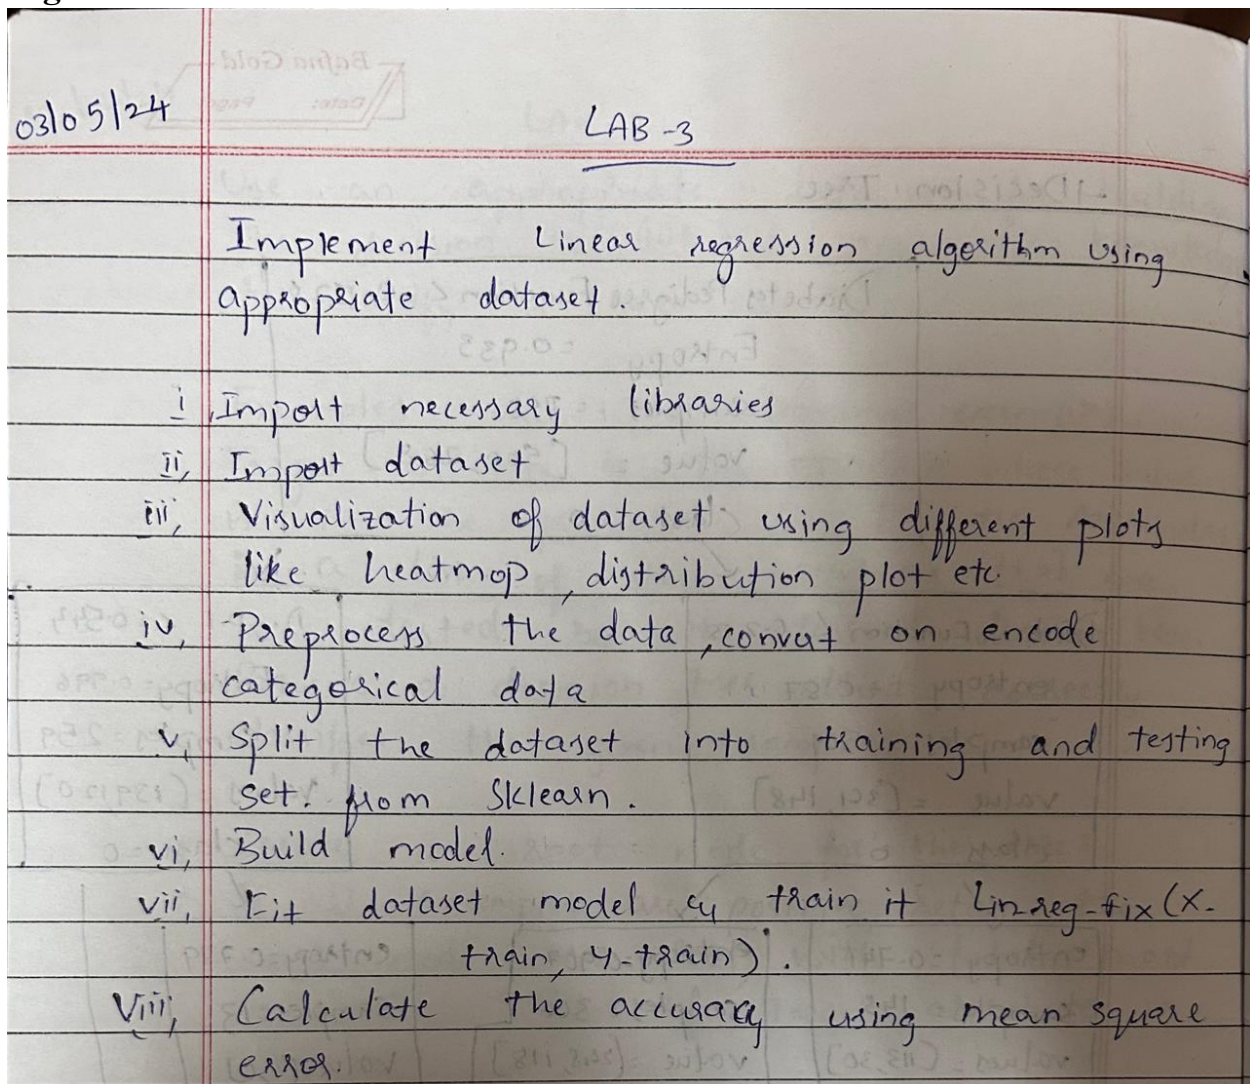 03/05/24
LAB-3
Implement Linear regression algorithm using
appropriate dataset.
i, Import necessary libraries
ii, Import dataset
iii, Visualization of dataset using different plots
like heatmop, distribution plot etc
iv, Preprocess the data, convert on encode
categorical data
v, Split the dataset into training and testing
set. from Sklearn.
vi, Build model.
vii, Fit dataset model & train it Lin-reg-fix(X-
train, y-train).
Viii, Calculate the accuracy using mean square
error.